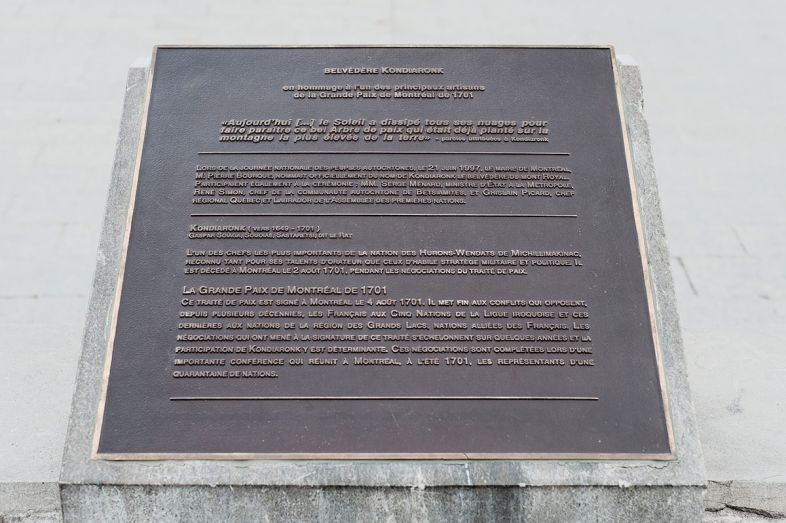 BELVÉDÈRE KONDIARONK
en hommage à l'un des principaux artisans
de la Grande Paix de Montréal de 1701
«Aujourd'hui [...] le Soleil a dissipé tous ses nuages pour
faire paraître ce bel Arbre de paix qui était déjà planté sur la
montagne la plus élevée de la terre» - paroles attribuées à Kondiaronk
LORS DE LA JOURNÉE NATIONALE DES PEUPLES AUTOCHTONES, LE 21 JUIN 1997, LE MAIRE DE MONTRÉAL,
M. PIERRE BOURQUE, NOMMAIT OFFICIELLEMENT DU NOM DE KONDIARONK LE BELVÉDÈRE DU MONT ROYAL.
PARTICIPENT ÉGALEMENT À LA CÉRÉMONIE : MM. SERGE MÉNARD, MINISTRE D'ÉTAT À LA MÉTROPOLE,
RENÉ SIMON, CHEF DE LA COMMUNAUTÉ AUTOCHTONE DE BETSIAMITES, ET GHISLAIN PICARD, CHEF
RÉGIONAL QUÉBEC ET LABRADOR DE L'ASSEMBLÉE DES PREMIÈRES NATIONS.
KONDIARONK (VERS 1649 - 1701)
GASPAR SOIAGA, SOUOIAS, SASTARETSI, DIT LE RAT
L'UN DES CHEFS LES PLUS IMPORTANTS DE LA NATION DES HURONS-WENDATS DE MICHILLIMAKINAC,
RECONNU TANT POUR SES TALENTS D'ORATEUR QUE CEUX D'HABILE STRATÈGE MILITAIRE ET POLITIQUE. IL
EST DÉCÉDÉ À MONTRÉAL LE 2 AOÛT 1701, PENDANT LES NÉGOCIATIONS DU TRAITÉ DE PAIX.
LA GRANDE PAIX DE MONTRÉAL DE 1701
CE TRAITÉ DE PAIX EST SIGNÉ À MONTRÉAL LE 4 AOÛT 1701. IL MET FIN AUX CONFLITS QUI OPPOSENT,
DEPUIS PLUSIEURS DÉCENNIES, LES FRANÇAIS AUX CINQ NATIONS DE LA LIGUE IROQUOISE ET CES
DERNIÈRES AUX NATIONS DE LA RÉGION DES GRANDS LACS, NATIONS ALLIÉES DES FRANÇAIS. LES
NÉGOCIATIONS QUI ONT MENÉ À LA SIGNATURE DE CE TRAITÉ S'ÉCHELONNENT SUR QUELQUES ANNÉES ET LA
PARTICIPATION DE KONDIARONK Y EST DÉTERMINANTE. CES NÉGOCIATIONS SONT COMPLÉTÉES LORS D'UNE
IMPORTANTE CONFÉRENCE QUI RÉUNIT À MONTRÉAL, À L'ÉTÉ 1701, LES REPRÉSENTANTS D'UNE
QUARANTAINE DE NATIONS.